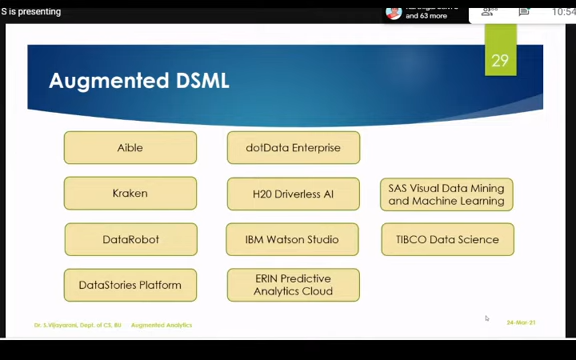 S is presenting
and 63 more
10:54
29
Augmented DSML
Aible
dotData Enterprise
Kraken
H20 Driverless AI
SAS Visual Data Mining
and Machine Learning
DataRobot
IBM Watson Studio
TIBCO Data Science
DataStories Platform
ERIN Predictive
Analytics Cloud
Dr. S.Vijayarani, Dept. of CS, BU Augmented Analytics
24-Mar-21